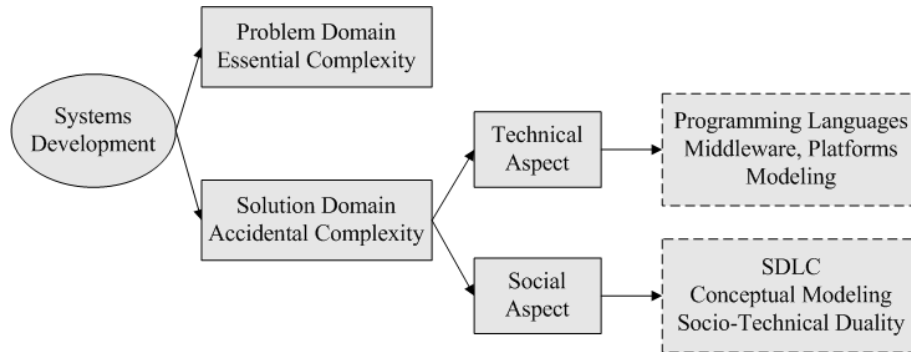 Problem Domain
Essential Complexity
Systems
Development
Solution Domain
Accidental Complexity
Technical
Aspect
Programming Languages
Middleware, Platforms
Modeling
Social
Aspect
SDLC
Conceptual Modeling
Socio-Technical Duality